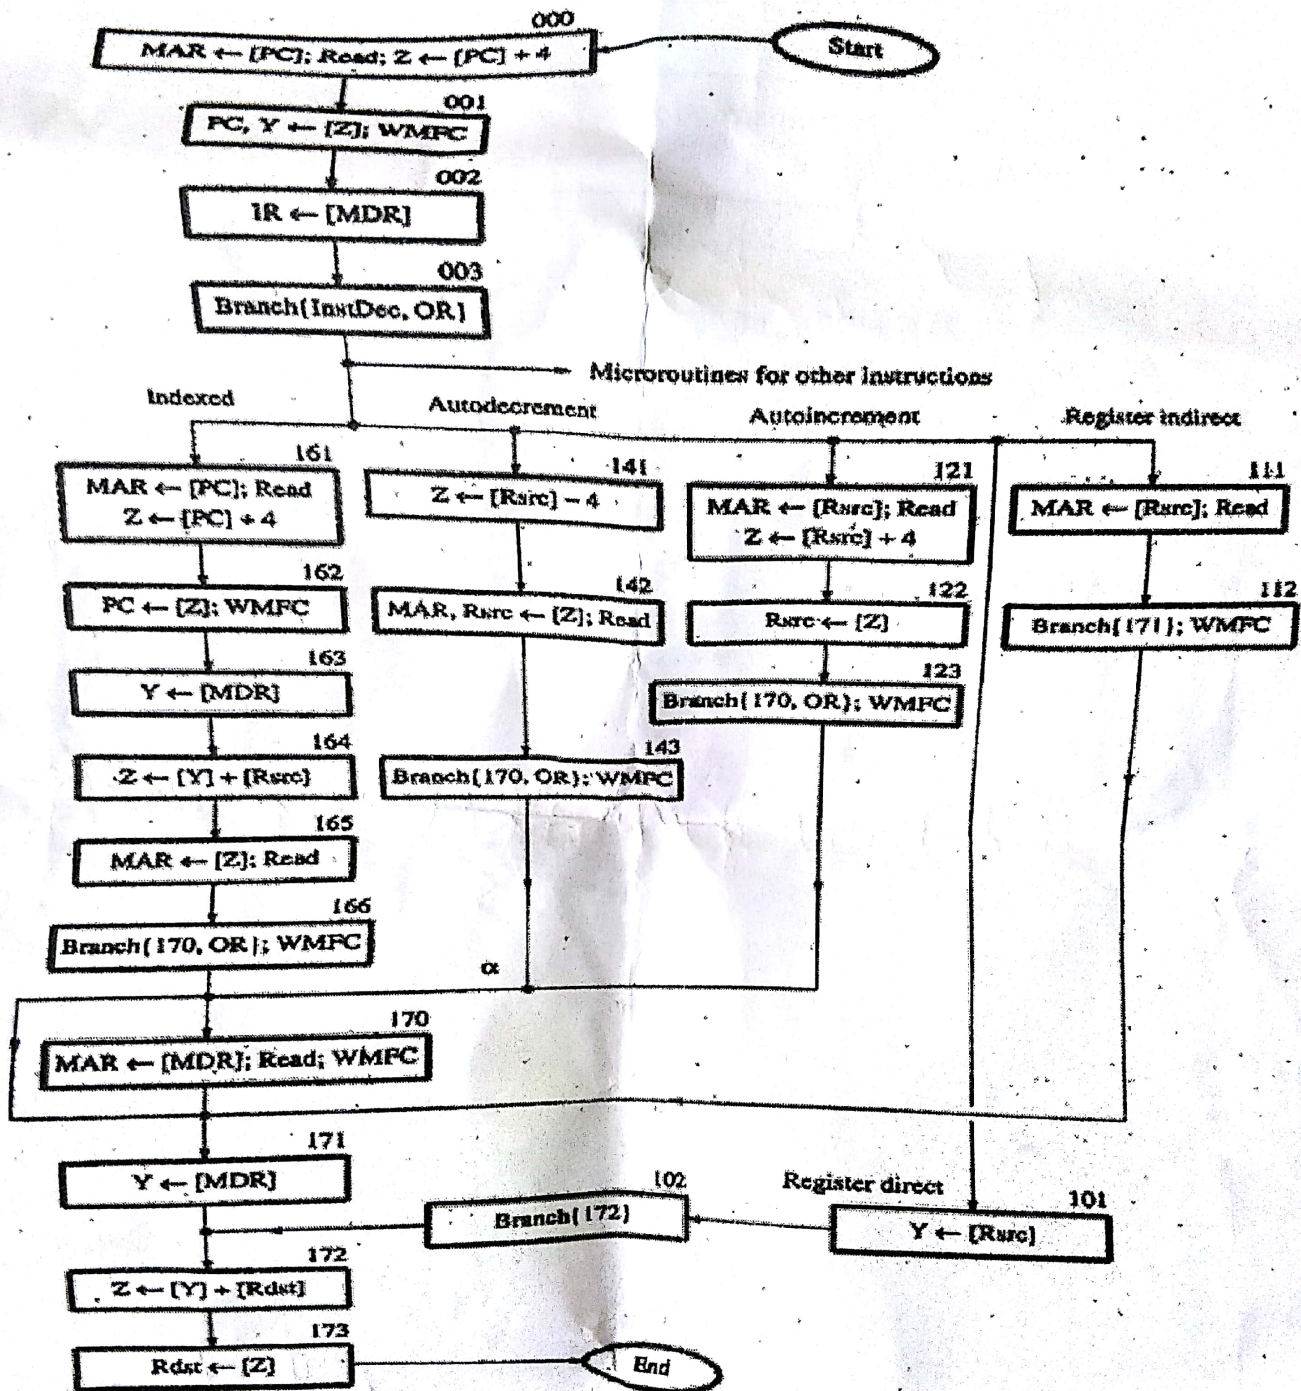 000
MAR ← [PC]; Read; Z ← [PC] + 4
Start
001
PC, Y ← [Z]; WMFC
002
IR ← [MDR]
003
Branch{InstDec, OR}
Microroutines for other instructions
Indexed
Autodecrement
Autoincrement
Register indirect
161
MAR ← [PC]; Read
Z ← [PC] + 4
162
PC ← [Z]; WMFC
163
Y ← [MDR]
164
Z ← [Y] + [Rsrc]
165
MAR ← [Z]; Read
166
Branch{170, OR}; WMFC
141
Z ← [Rsrc] − 4
142
MAR, Rsrc ← [Z]; Read
143
Branch{170, OR}; WMFC
121
MAR ← [Rsrc]; Read
Z ← [Rsrc] + 4
122
Rsrc ← [Z]
123
Branch{170, OR}; WMFC
111
MAR ← [Rsrc]; Read
112
Branch{171}; WMFC
α
170
MAR ← [MDR]; Read; WMFC
171
Y ← [MDR]
102
Branch{172}
Register direct
101
Y ← [Rsrc]
172
Z ← [Y] + [Rdst]
173
Rdst ← [Z]
End